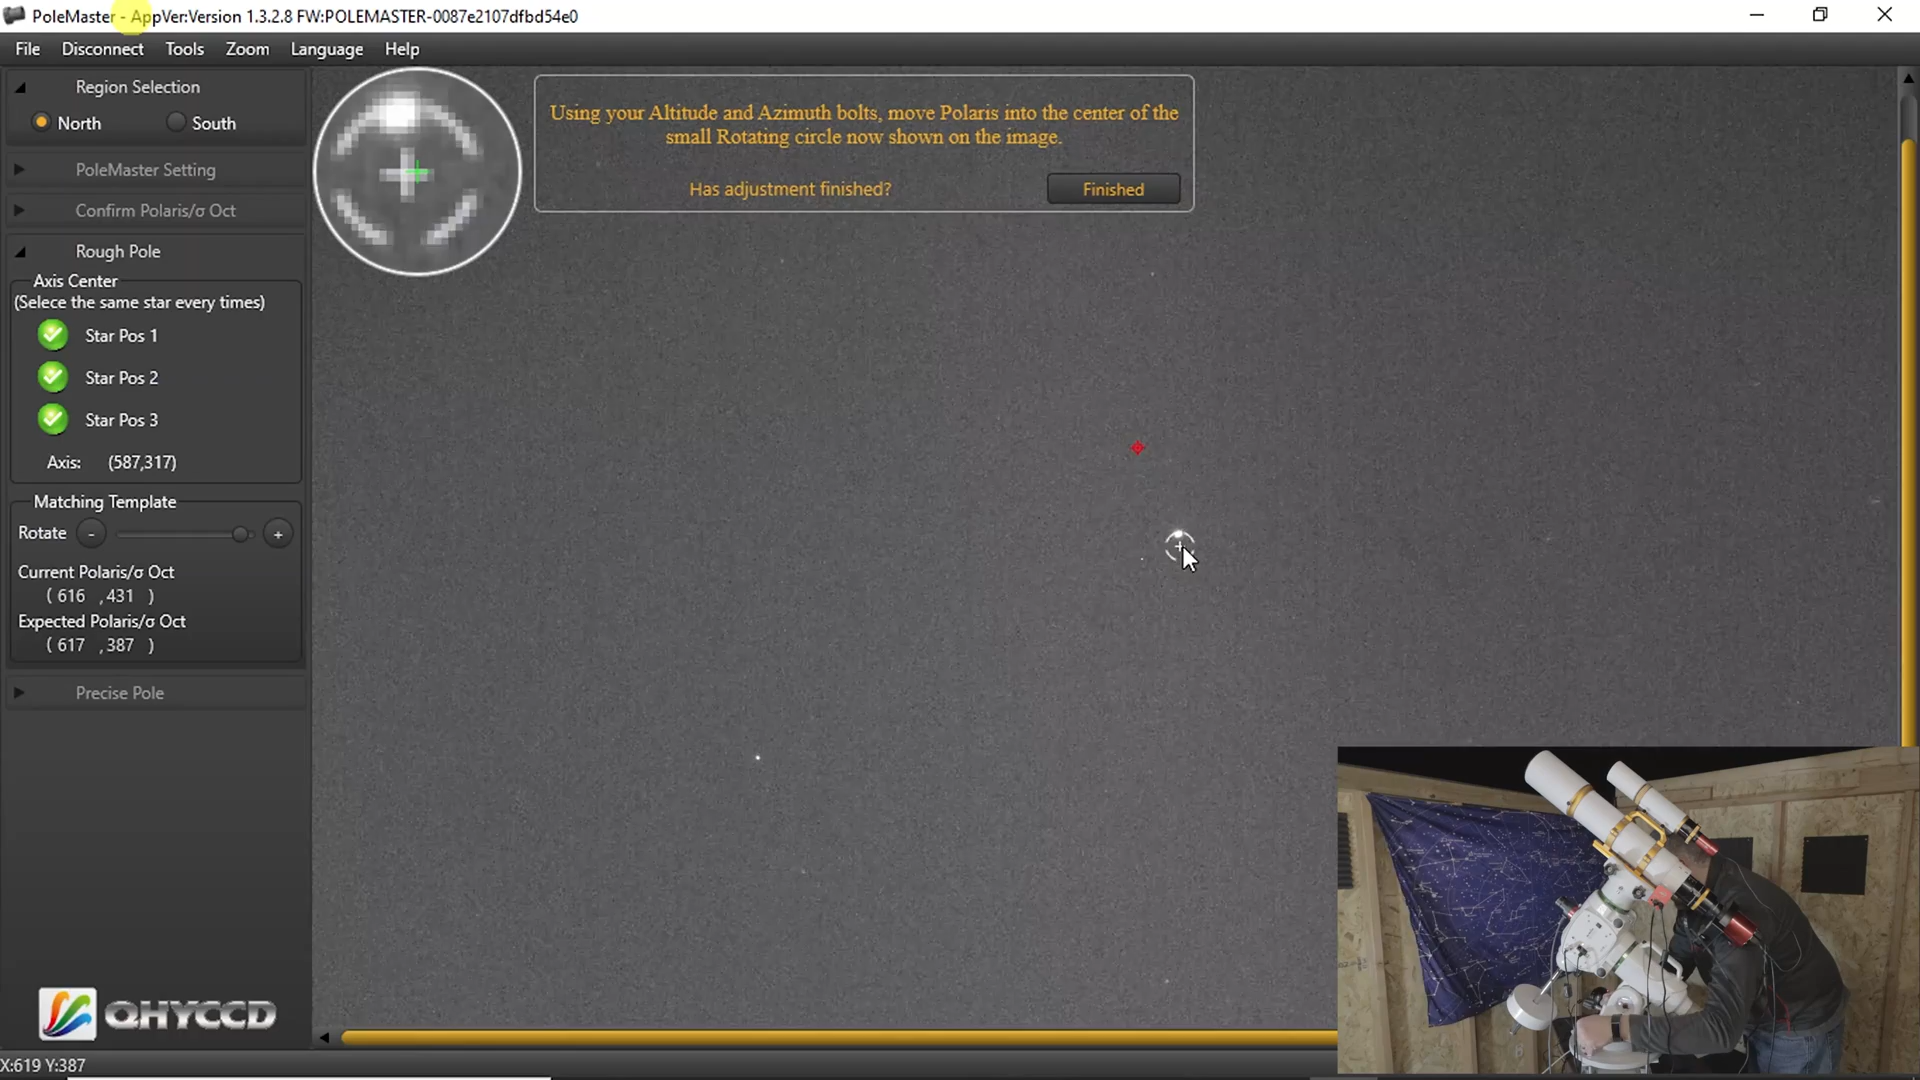 PoleMaster - AppVer:Version 1.3.2.8 FW:POLEMASTER-0087e2107dfbd54e0
File Disconnect Tools Zoom Language Help
Region Selection
North South
PoleMaster Setting
Confirm Polaris/σ Oct
Rough Pole
Axis Center
(Selece the same star every times)
Star Pos 1
Star Pos 2
Star Pos 3
Axis: (587,317)
Matching Template
Rotate - +
Current Polaris/σ Oct
( 616 ,431 )
Expected Polaris/σ Oct
( 617 ,387 )
Precise Pole
Using your Altitude and Azimuth bolts, move Polaris into the center of the
small Rotating circle now shown on the image.
Has adjustment finished? Finished
QHYCCD
X:619 Y:387